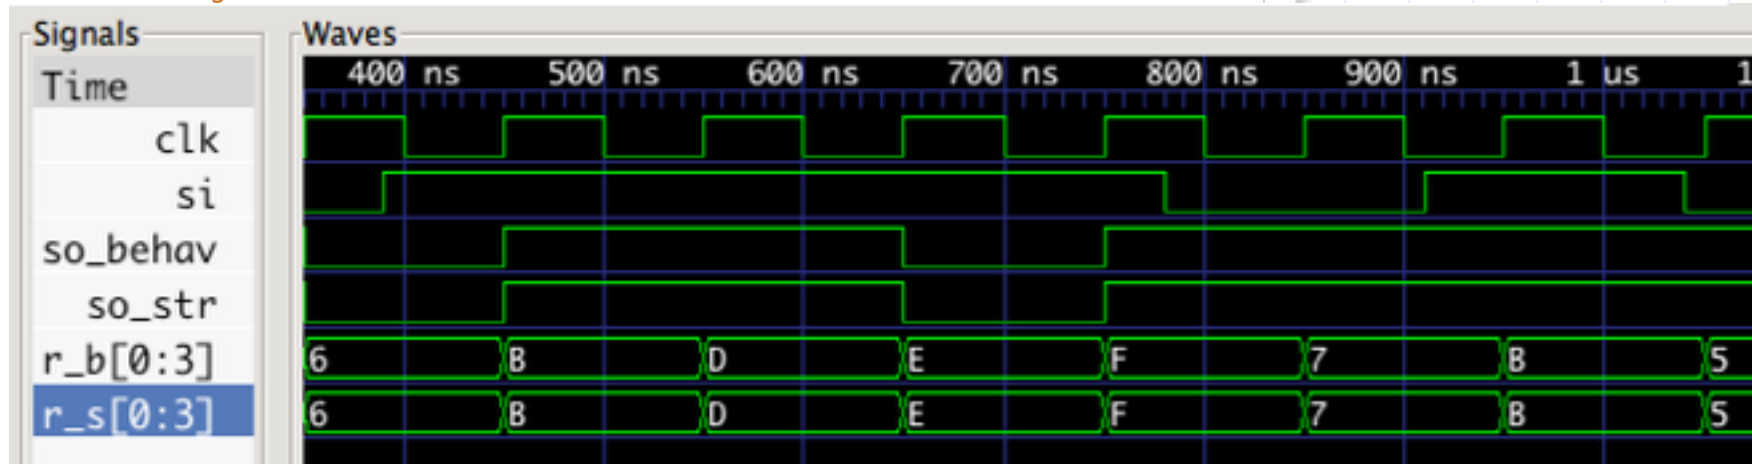 Signals
Waves
Time
400 ns 500 ns 600 ns 700 ns 800 ns 900 ns 1 us 1
clk
si
so_behav
so_str
r_b[0:3] 6 B D E F 7 B 5
r_s[0:3] 6 B D E F 7 B 5